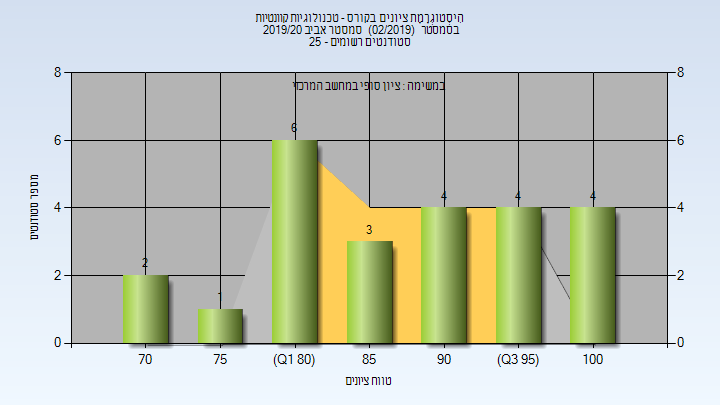 היסטוגרמת ציונים בקורס - טכנולוגיות קוונטיות
בסמסטר (02/2019) סמסטר אביב 2019/20
סטודנטים רשומים - 25
במשימה : ציון סופי במחשב המרכזי
8 8
6 6
4 4
2 2
0 0
2 1 6 3 4 4 4
מספר סטודנטים
70 75 (Q1 80) 85 90 (Q3 95) 100
טווח ציונים